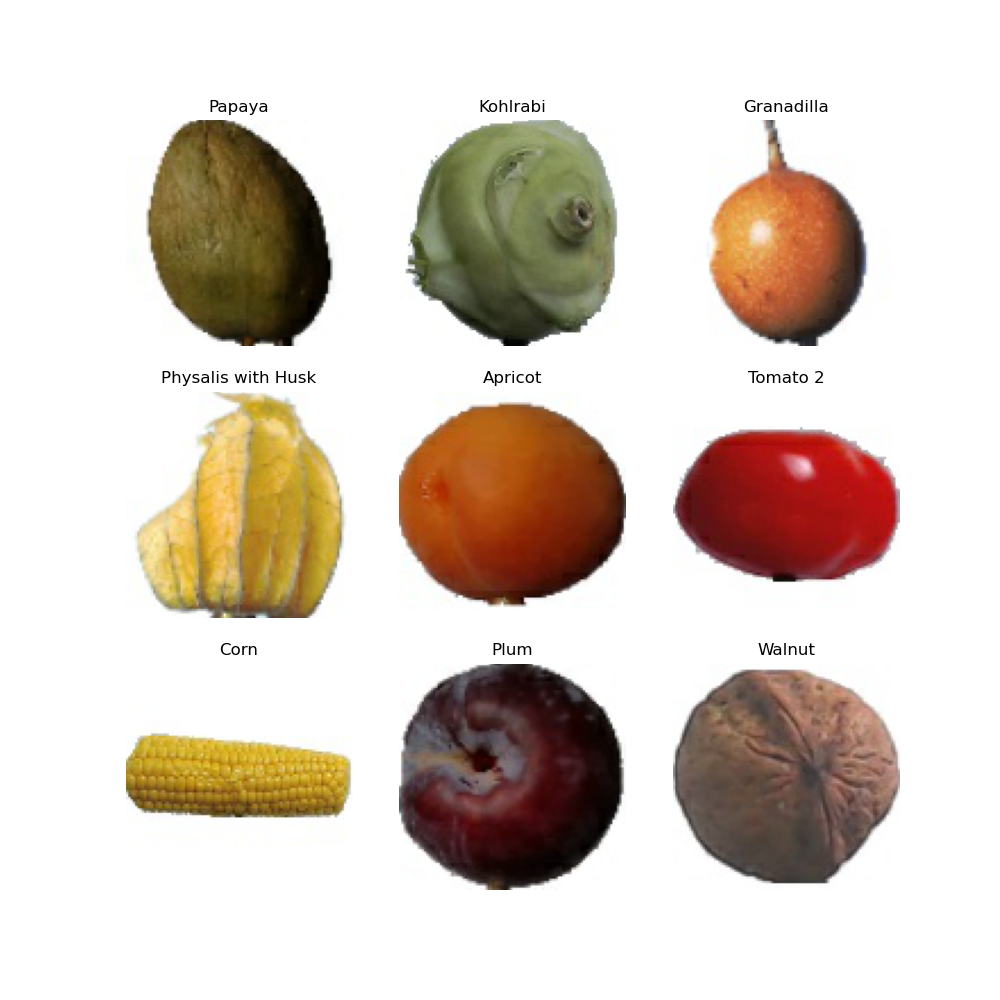 Papaya
Kohlrabi
Granadilla
Physalis with Husk
Apricot
Tomato 2
Corn
Plum
Walnut